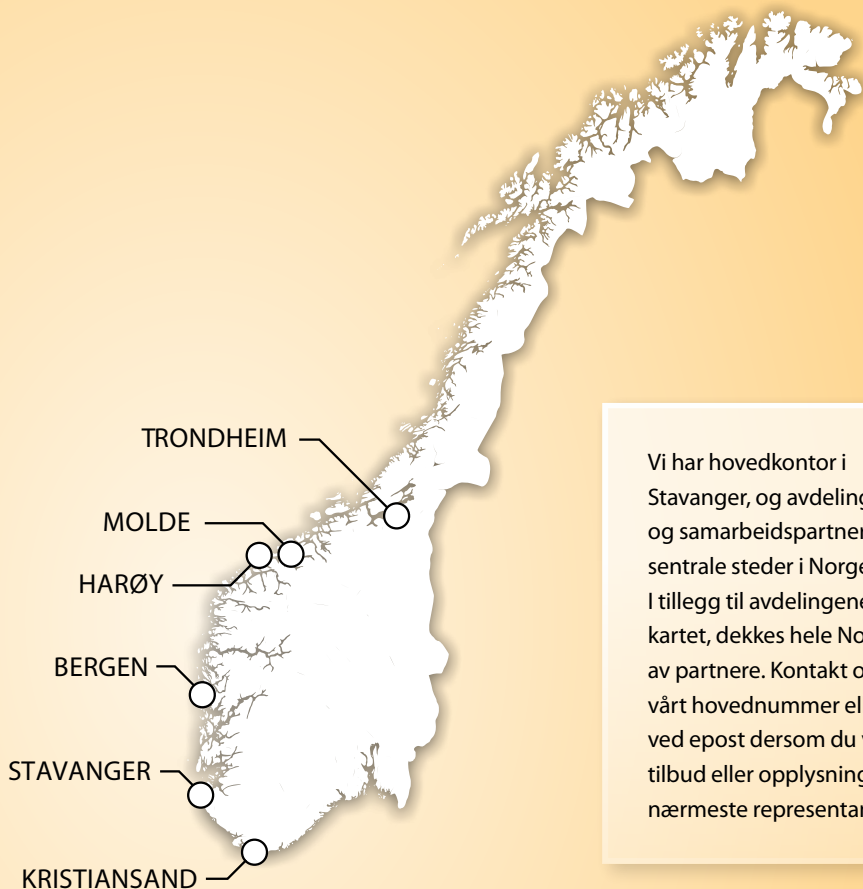 TRONDHEIM
MOLDE
HARØY
BERGEN
STAVANGER
KRISTIANSAND
Vi har hovedkontor i
Stavanger, og
og
sentrale steder i
I tillegg til
kartet, dekkes hele
av partnere. Kontakt
vårt hovednummer
ved epost dersom du
tilbud eller
nærmeste